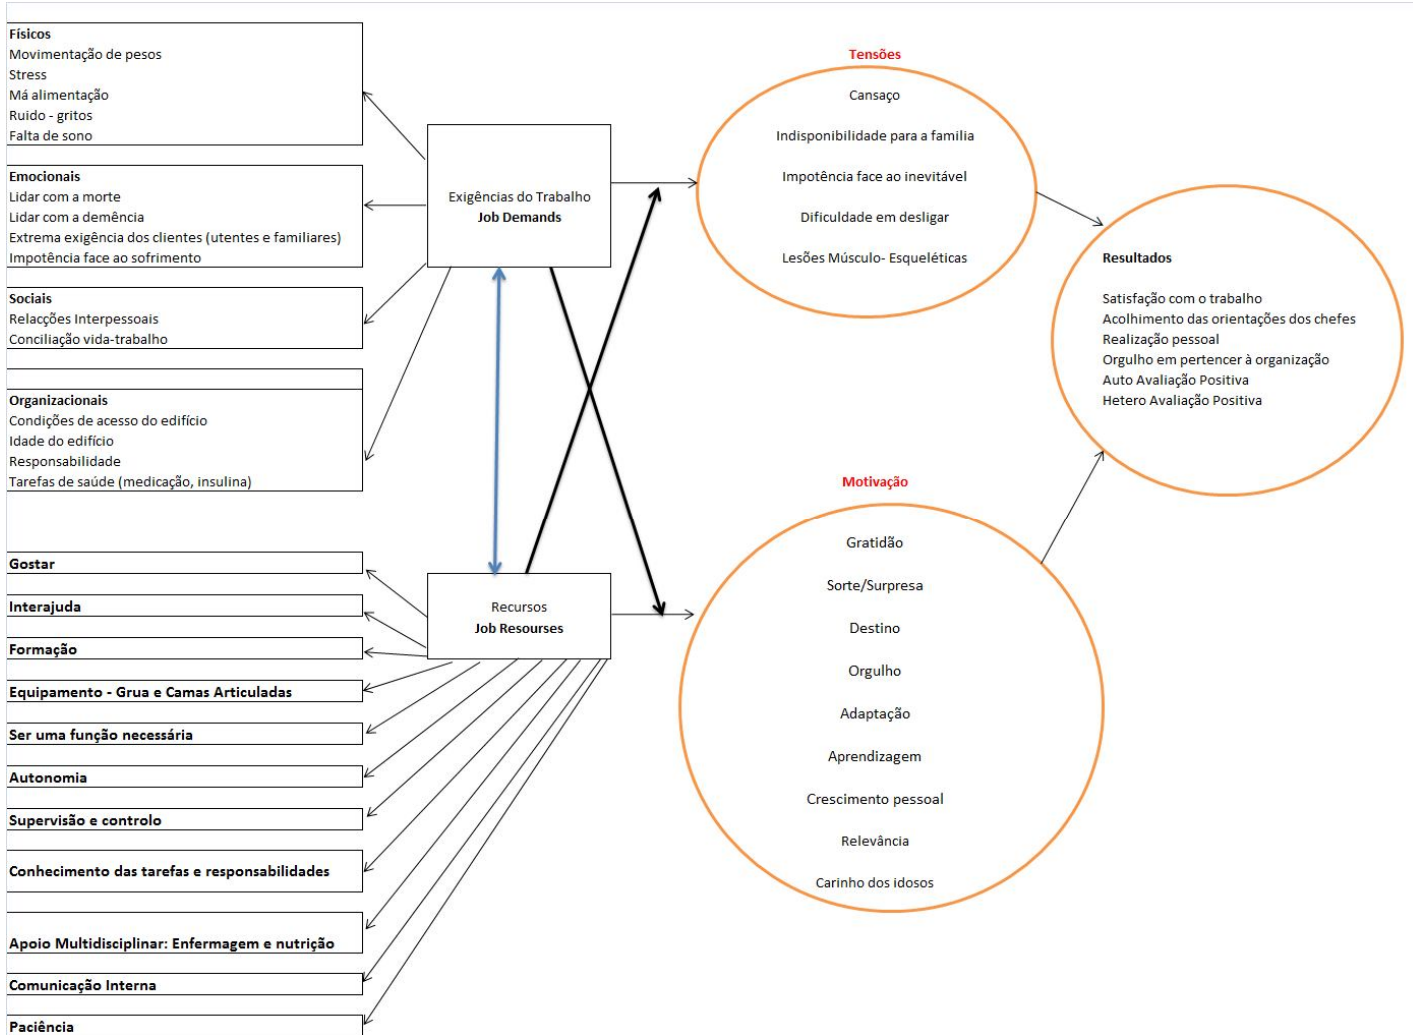 Físicos
Movimentação de pesos
Stress
Má alimentação
Ruido - gritos
Falta de sono
Emocionais
Lidar com a morte
Lidar com a demência
Extrema exigência dos clientes (utentes e familiares)
Impotência face ao sofrimento
Sociais
Relacções Interpessoais
Conciliação vida-trabalho
Organizacionais
Condições de acesso do edifício
Idade do edifício
Responsabilidade
Tarefas de saúde (medicação, insulina)
Gostar
Interajuda
Formação
Equipamento - Grua e Camas Articuladas
Ser uma função necessária
Autonomia
Supervisão e controlo
Conhecimento das tarefas e responsabilidades
Apoio Multidisciplinar: Enfermagem e nutrição
Comunicação Interna
Paciência
Exigências do Trabalho
Job Demands
Recursos
Job Resourses
Tensões
Cansaço
Indisponibilidade para a familia
Impotência face ao inevitável
Dificuldade em desligar
Lesões Músculo- Esqueléticas
Motivação
Gratidão
Sorte/Surpresa
Destino
Orgulho
Adaptação
Aprendizagem
Crescimento pessoal
Relevância
Carinho dos idosos
Resultados
Satisfação com o trabalho
Acolhimento das orientações dos chefes
Realização pessoal
Orgulho em pertencer à organização
Auto Avaliação Positiva
Hetero Avaliação Positiva